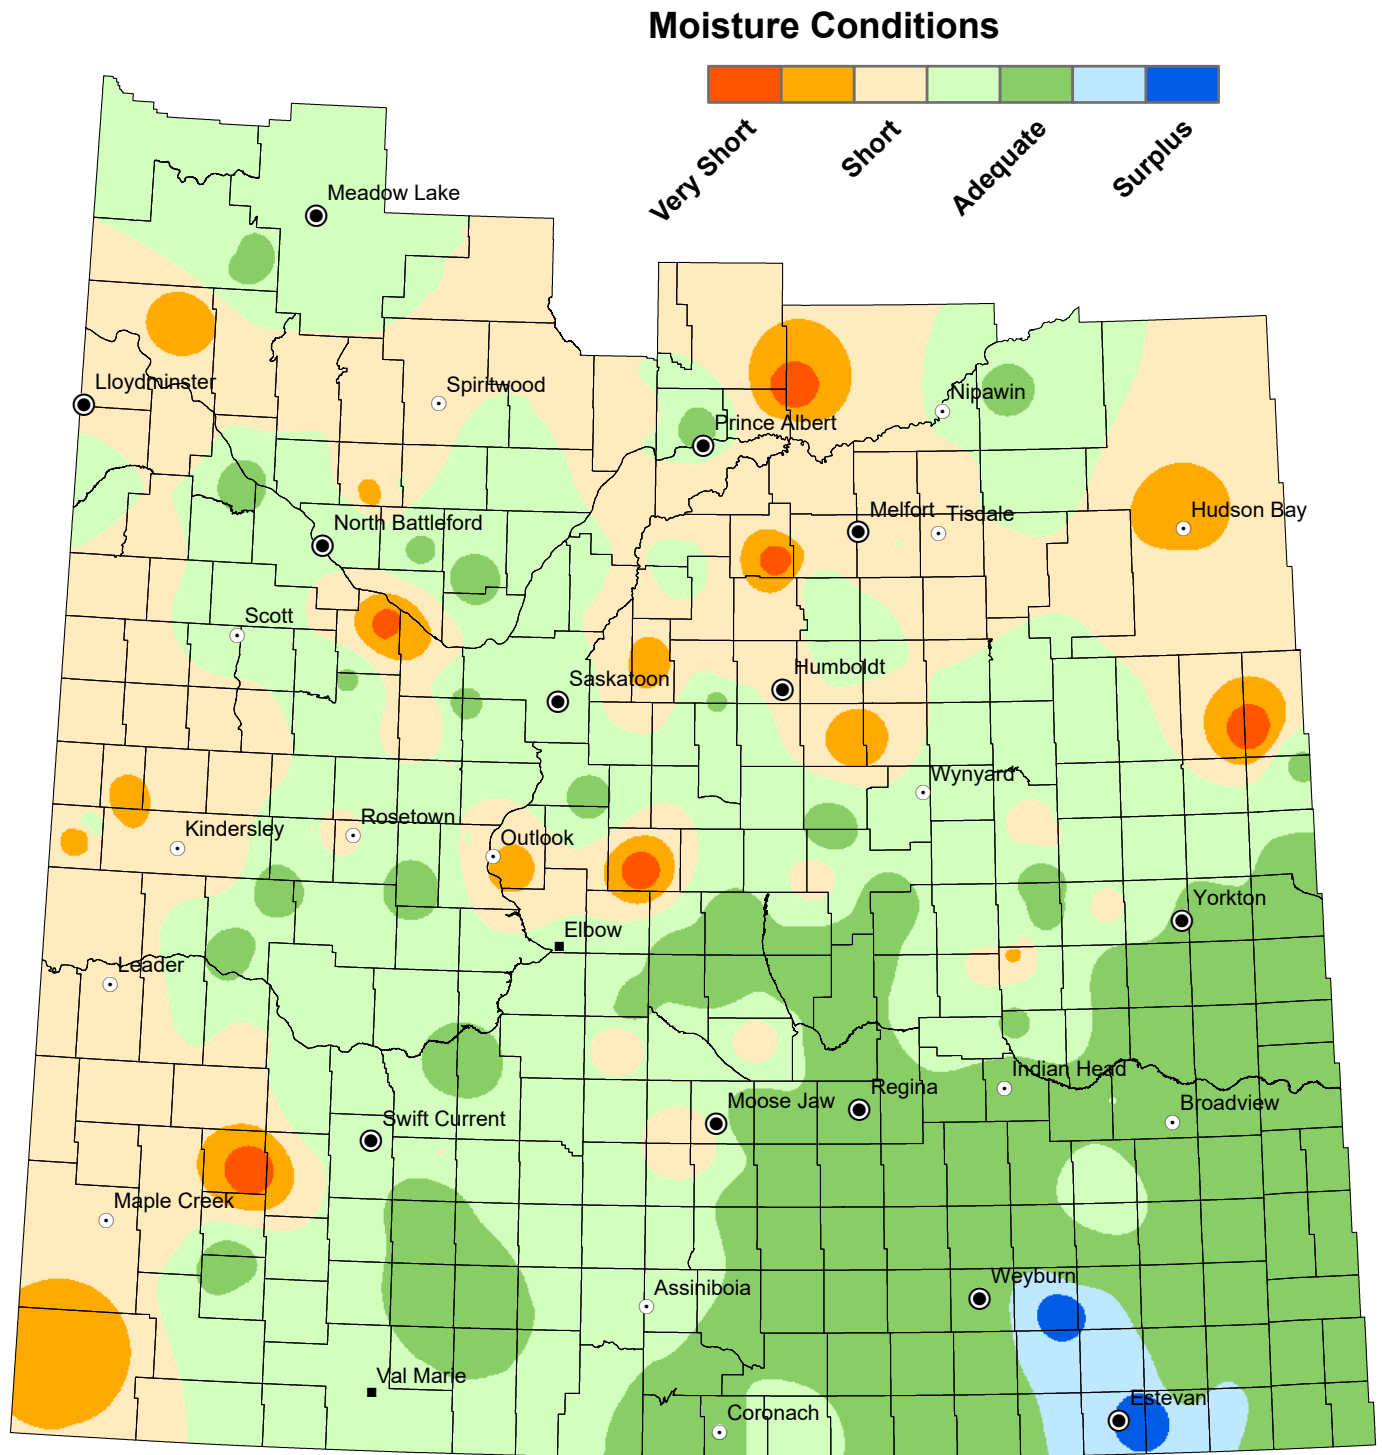 Moisture Conditions
Very Short
Short
Adequate
Surplus
Meadow Lake
Lloydminster
Spiritwood
Nipawin
Prince Albert
Hudson Bay
Melfort
Tisdale
North Battleford
Scott
Humboldt
Saskatoon
Wynyard
Rosetown
Kindersley
Outlook
Yorkton
Elbow
Leader
Indian Head
Regina
Moose Jaw
Broadview
Swift Current
Maple Creek
Weyburn
Assiniboia
Val Marie
Estevan
Coronach